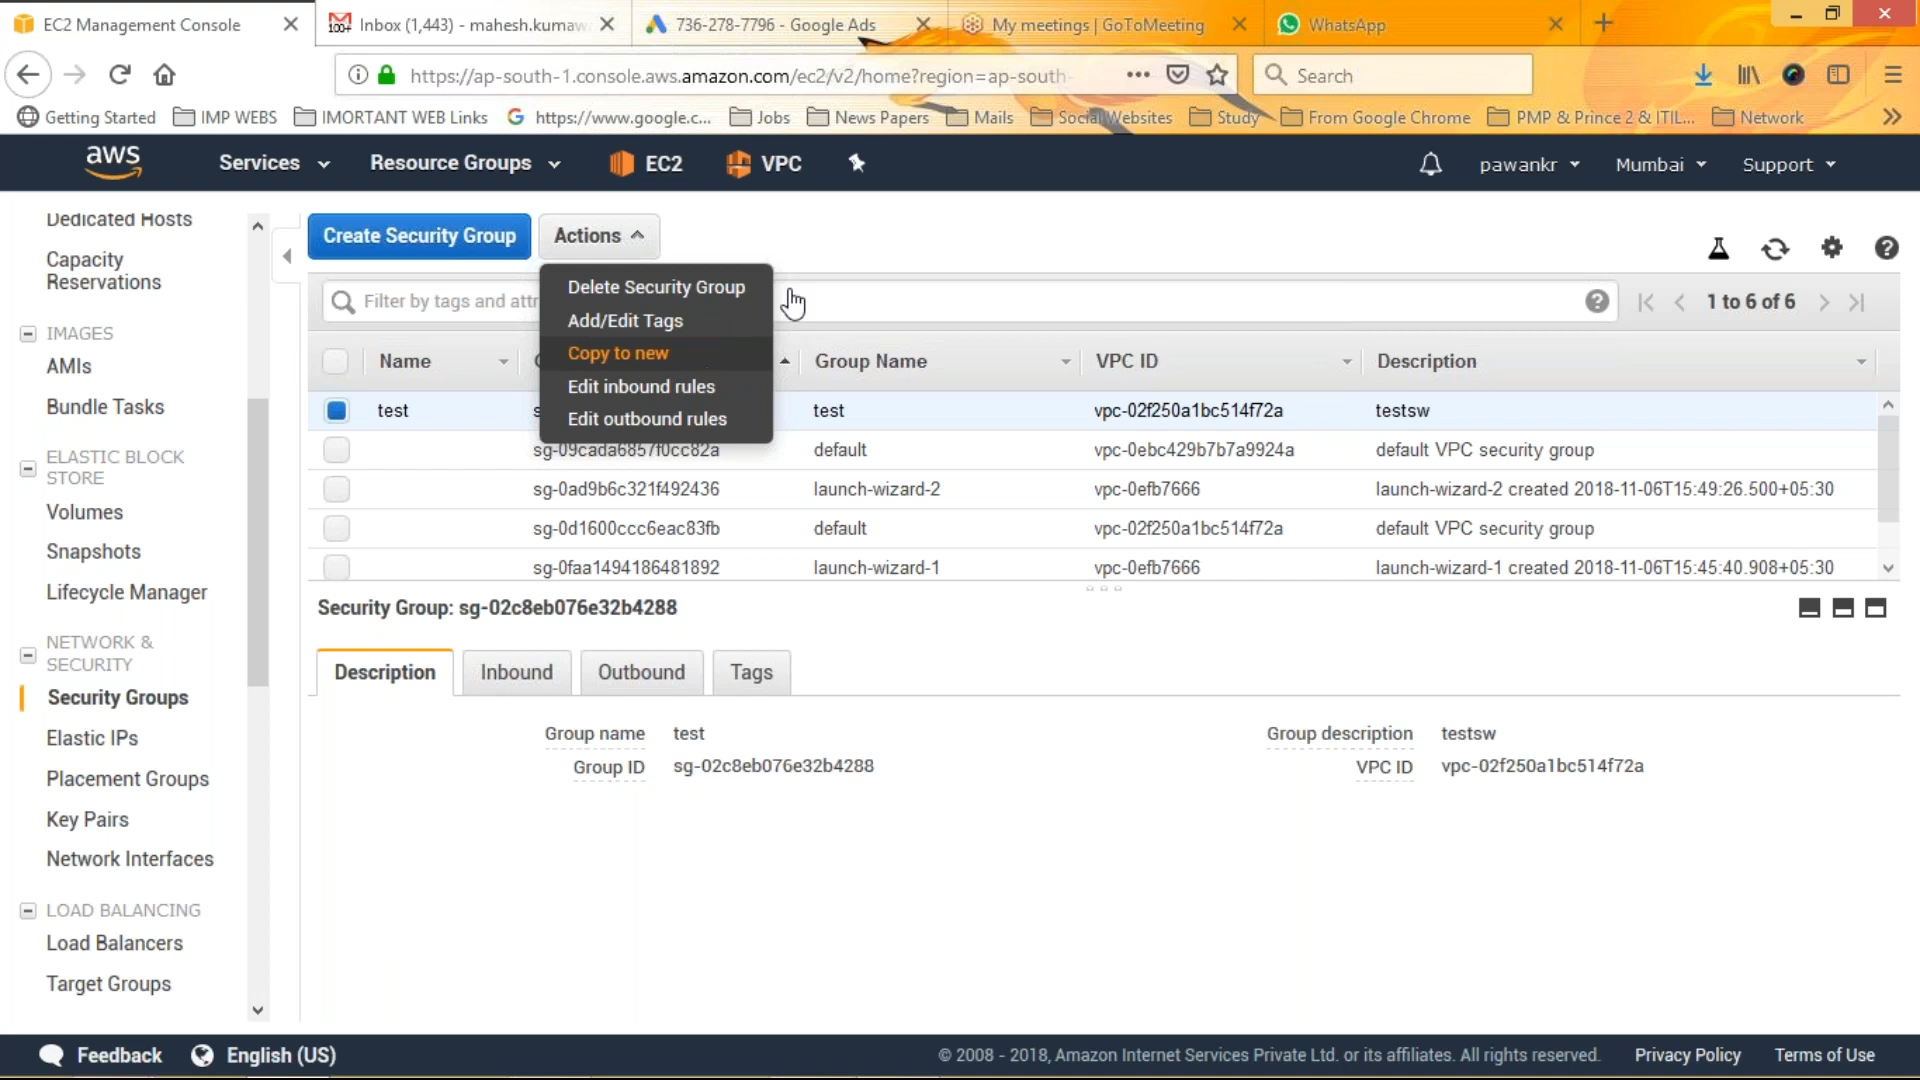 EC2 Management Console
Inbox (1,443) - mahesh.kumaw
736-278-7796 - Google Ads
My meetings | GoToMeeting
WhatsApp
https://ap-south-1.console.aws.amazon.com/ec2/v2/home?region=ap-south-
Search
Getting Started
IMP WEBS
IMORTANT WEB Links
https://www.google.c...
Jobs
News Papers
Mails
Social Websites
Study
From Google Chrome
PMP & Prince 2 & ITIL...
Network
aws
Services
Resource Groups
EC2
VPC
pawankr
Mumbai
Support
Dedicated Hosts
Capacity
Reservations
IMAGES
AMIs
Bundle Tasks
ELASTIC BLOCK
STORE
Volumes
Snapshots
Lifecycle Manager
NETWORK &
SECURITY
Security Groups
Elastic IPs
Placement Groups
Key Pairs
Network Interfaces
LOAD BALANCING
Load Balancers
Target Groups
Create Security Group
Actions
Delete Security Group
Add/Edit Tags
Copy to new
Edit inbound rules
Edit outbound rules
Filter by tags and attr
1 to 6 of 6
Name Group Name VPC ID Description
test test vpc-02f250a1bc514f72a testsw
sg-09cada6857f0cc82a default vpc-0ebc429b7b7a9924a default VPC security group
sg-0ad9b6c321f492436 launch-wizard-2 vpc-0efb7666 launch-wizard-2 created 2018-11-06T15:49:26.500+05:30
sg-0d1600ccc6eac83fb default vpc-02f250a1bc514f72a default VPC security group
sg-0faa1494186481892 launch-wizard-1 vpc-0efb7666 launch-wizard-1 created 2018-11-06T15:45:40.908+05:30
Security Group: sg-02c8eb076e32b4288
Description
Inbound
Outbound
Tags
Group name test
Group description testsw
Group ID sg-02c8eb076e32b4288
VPC ID vpc-02f250a1bc514f72a
Feedback
English (US)
© 2008 - 2018, Amazon Internet Services Private Ltd. or its affiliates. All rights reserved.
Privacy Policy
Terms of Use